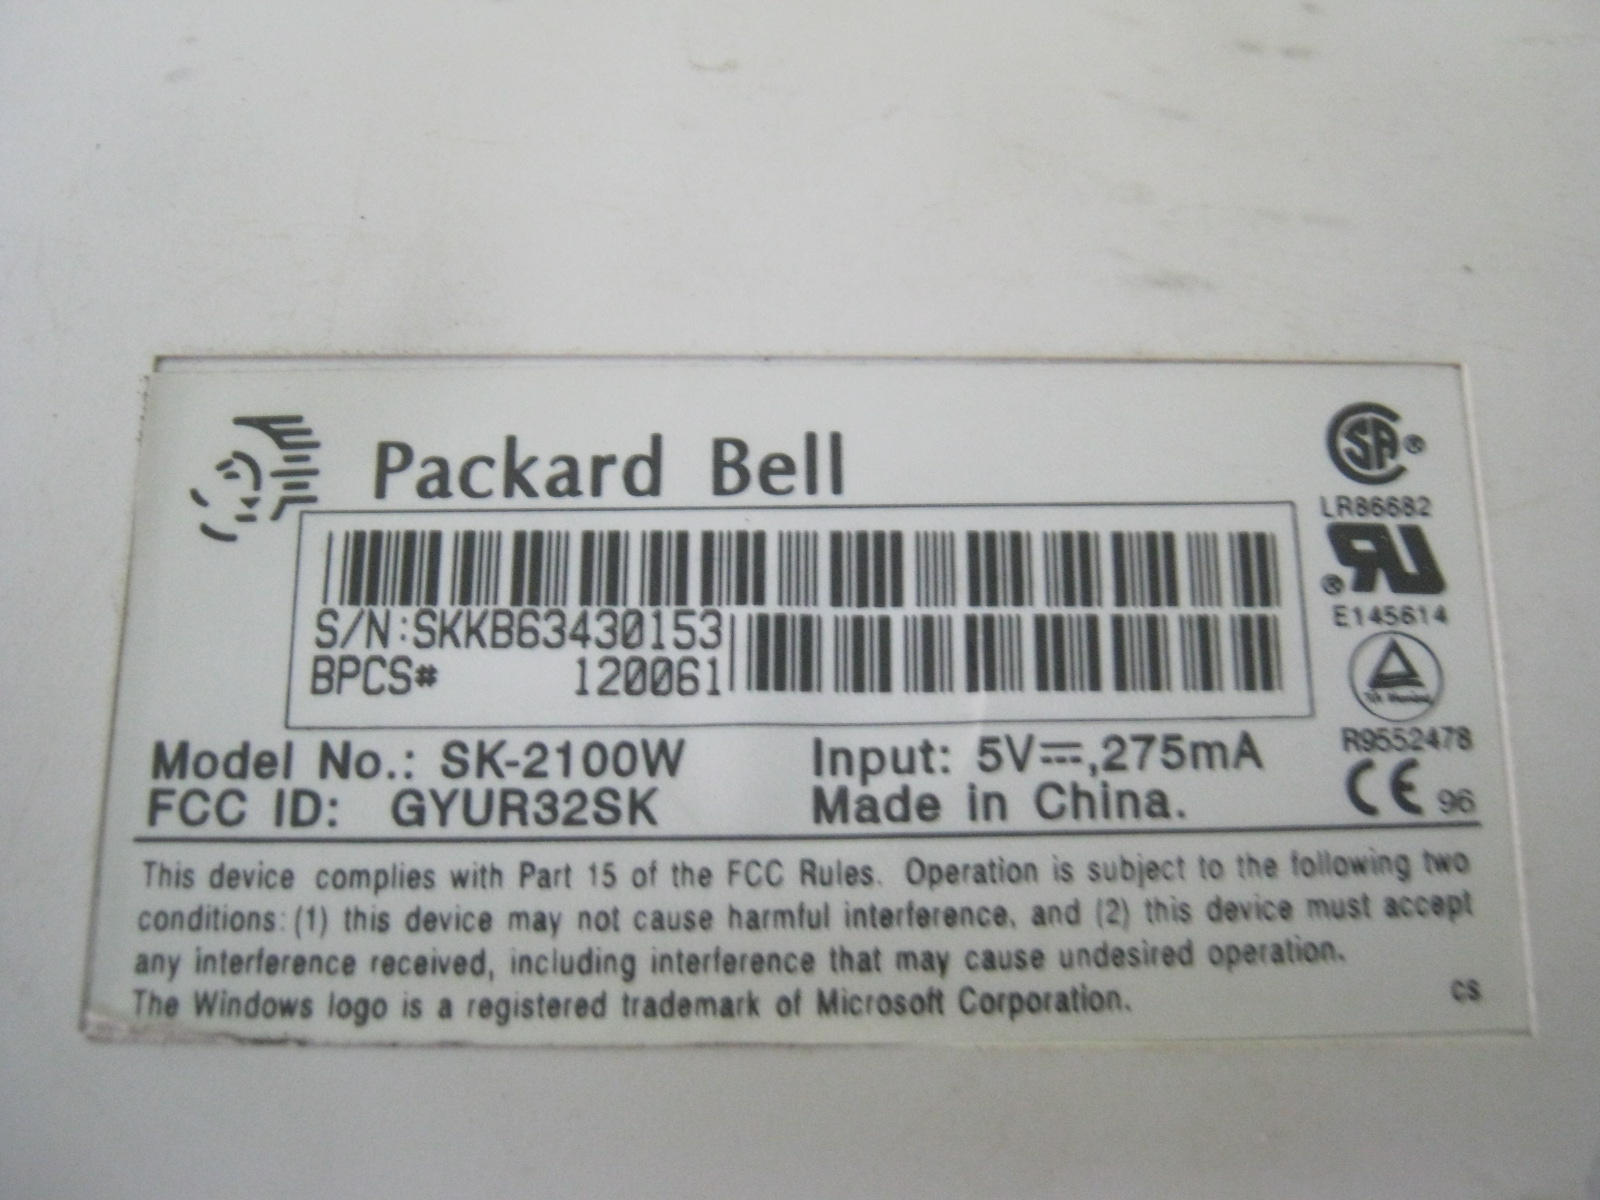 Packard Bell
SA ®
LR86682
S/N:SKKB63430153
BPCS# 120061
®
E145614
R9552478
Model No.: SK-2100W Input: 5V⎓,275mA
FCC ID: GYUR32SK Made in China.
CE 96
This device complies with Part 15 of the FCC Rules. Operation is subject to the following two
conditions: (1) this device may not cause harmful interference, and (2) this device must accept
any interference received, including interference that may cause undesired operation.
The Windows logo is a registered trademark of Microsoft Corporation.
CS